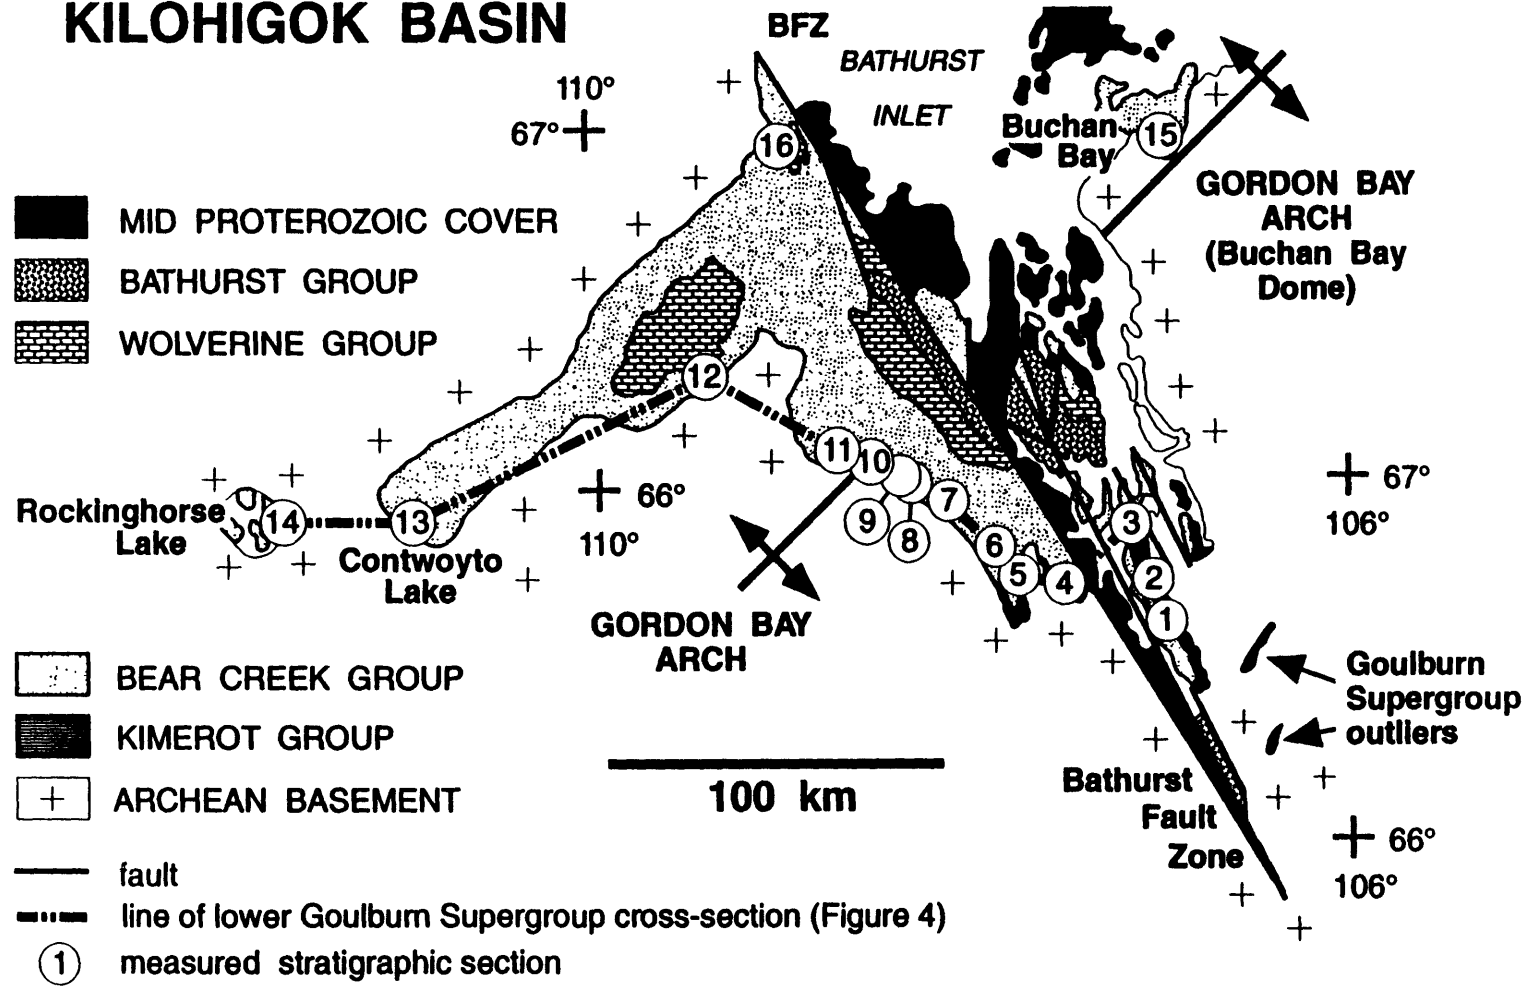 KILOHIGOK BASIN
BFZ
BATHURST
INLET
110°
67°
Buchan
Bay
15
16
GORDON BAY
ARCH
(Buchan Bay
Dome)
MID PROTEROZOIC COVER
BATHURST GROUP
WOLVERINE GROUP
12
11
10
9
8
7
6
5
4
3
2
1
67°
106°
66°
110°
Rockinghorse
Lake
14
13
Contwoyto
Lake
GORDON BAY
ARCH
Goulburn
Supergroup
outliers
BEAR CREEK GROUP
KIMEROT GROUP
ARCHEAN BASEMENT
100 km
Bathurst
Fault
Zone
66°
106°
fault
line of lower Goulburn Supergroup cross-section (Figure 4)
1
measured stratigraphic section